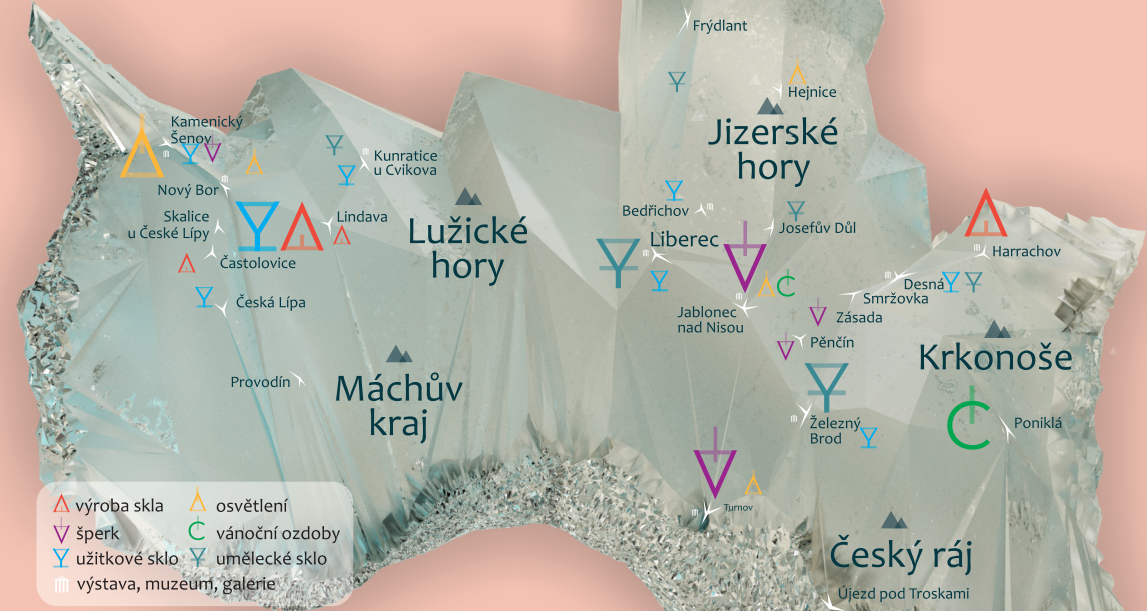 Frýdlant
Hejnice
Jizerské
hory
Kamenický
Šenov
Kunratice
u Cvikova
Nový Bor
Skalice
u České Lípy
Lindava
Lužické
hory
Bedřichov
Josefův Důl
Liberec
Harrachov
Častolovice
Desná
Smržovka
Česká Lípa
Jablonec
nad Nisou
Zásada
Pěnčín
Krkonoše
Provodín
Máchův
kraj
Železný
Brod
Poniklá
Turnov
Český ráj
Újezd pod Troskami
výroba skla
osvětlení
šperk
vánoční ozdoby
užitkové sklo
umělecké sklo
výstava, muzeum, galerie